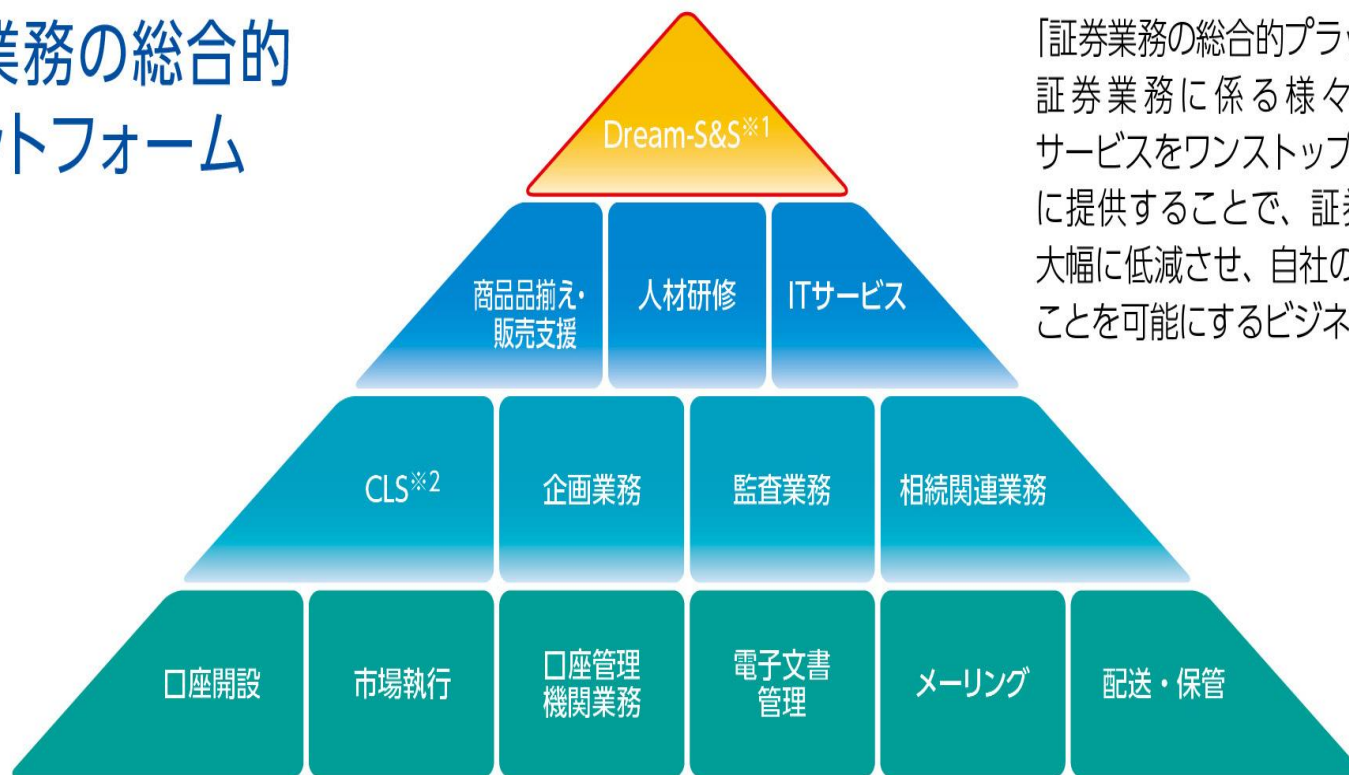 業務の総合的
ットフォーム
「証券業務の総合的プラッ
証券業務に係る様々
サービスをワンストップ
に提供することで、証券
大幅に低減させ、自社の
ことを可能にするビジネ
Dream-S&S※1
商品品揃え・
販売支援
人材研修
ITサービス
CLS※2
企画業務
監査業務
相続関連業務
口座開設
市場執行
口座管理
機関業務
電子文書
管理
メーリング
配送・保管